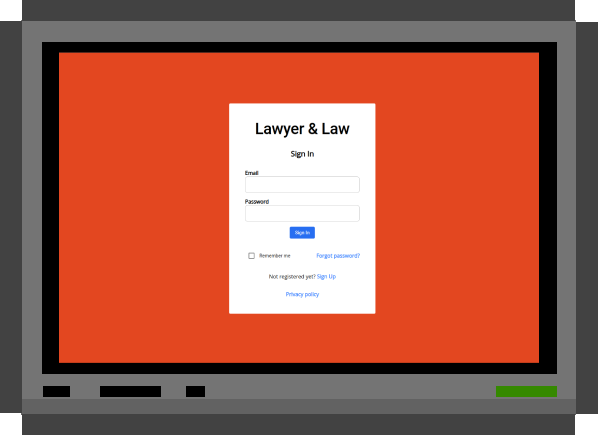 Lawyer & Law
Sign In
Email
Password
Sign In
Remember me
Forgot password?
Not registered yet? Sign Up
Privacy policy